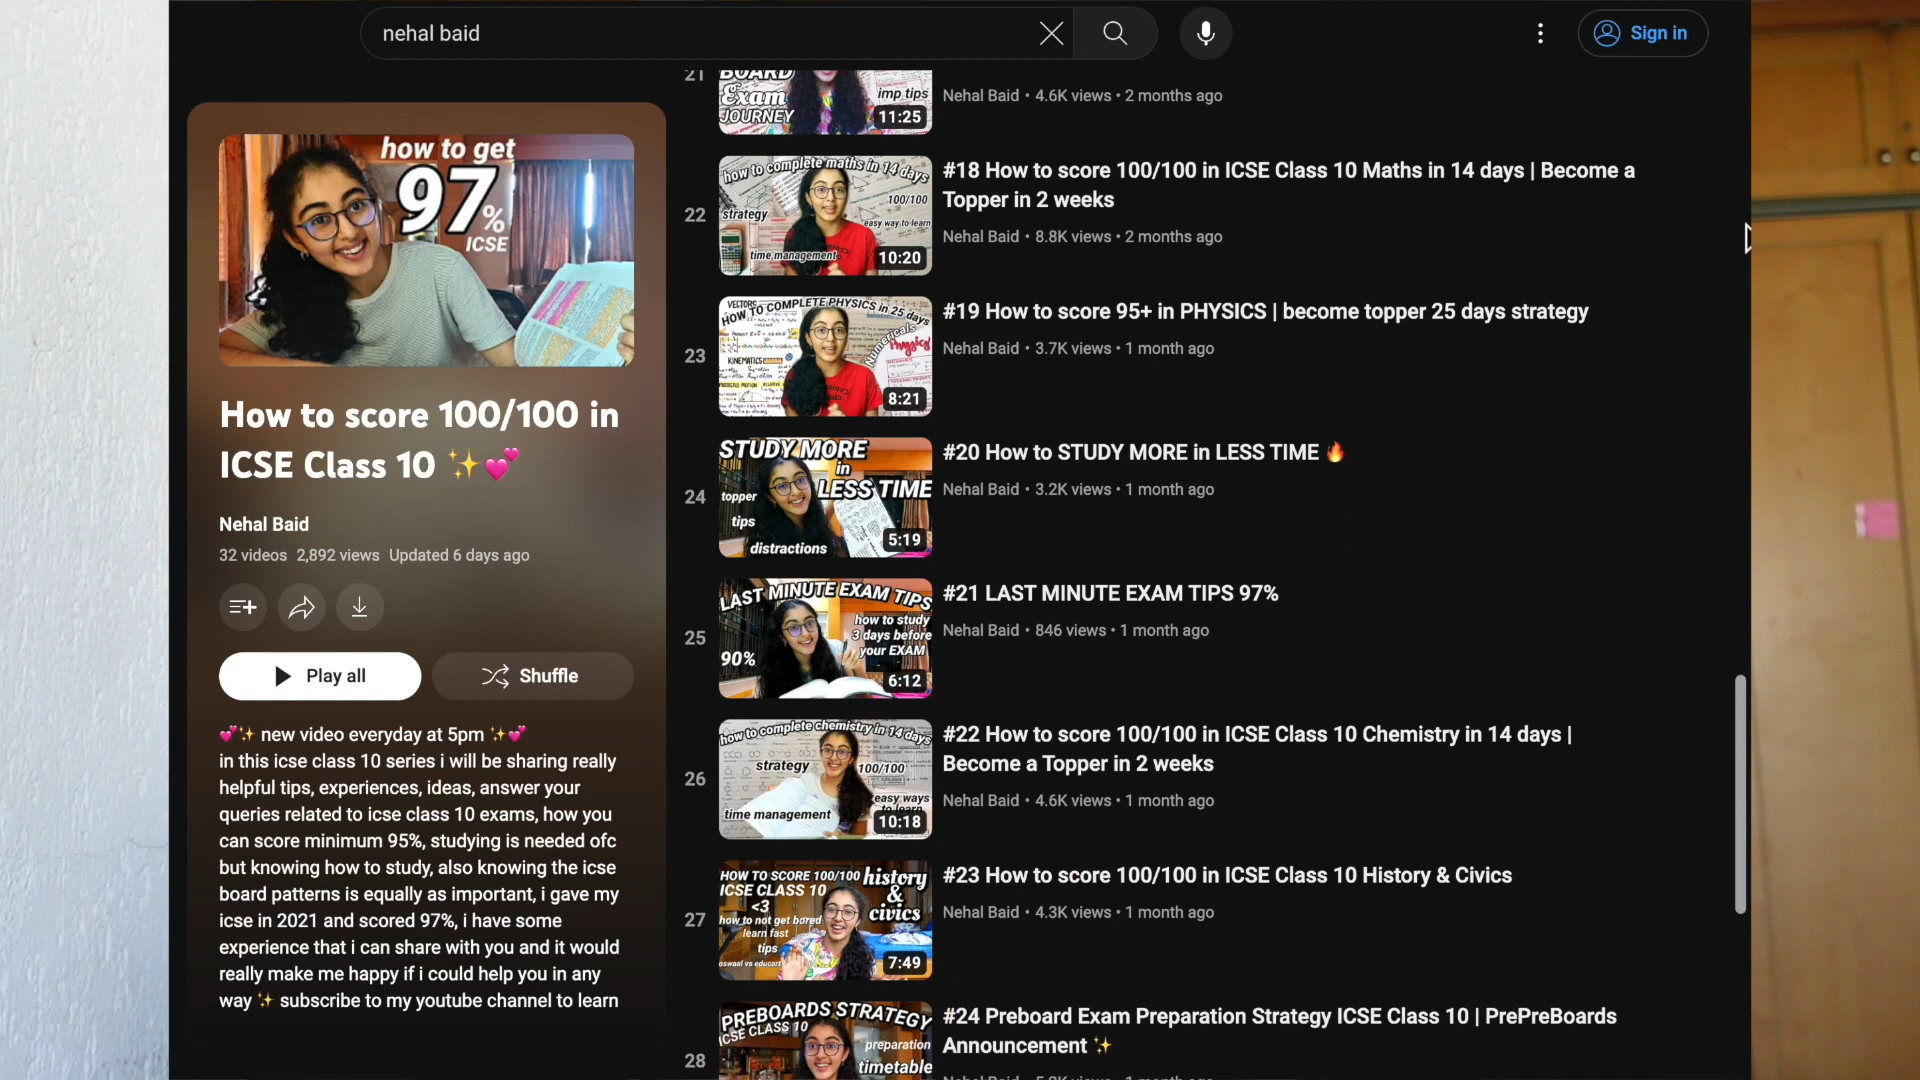 nehal baid
Sign in
how to get
97%
ICSE
How to score 100/100 in
ICSE Class 10 ✨💕
Nehal Baid
32 videos 2,892 views Updated 6 days ago
Play all
Shuffle
💕✨ new video everyday at 5pm ✨💕
in this icse class 10 series i will be sharing really
helpful tips, experiences, ideas, answer your
queries related to icse class 10 exams, how you
can score minimum 95%, studying is needed ofc
but knowing how to study, also knowing the icse
board patterns is equally as important, i gave my
icse in 2021 and scored 97%, i have some
experience that i can share with you and it would
really make me happy if i could help you in any
way ✨ subscribe to my youtube channel to learn
21
BOARD
Exam
JOURNEY
imp tips
11:25
Nehal Baid • 4.6K views • 2 months ago
22
how to complete maths in 14 days
100/100
strategy
easy way to learn
time management
10:20
#18 How to score 100/100 in ICSE Class 10 Maths in 14 days | Become a
Topper in 2 weeks
Nehal Baid • 8.8K views • 2 months ago
23
VECTORS
HOW TO COMPLETE PHYSICS in 25 days
Numericals
Physics
KINEMATICS
8:21
#19 How to score 95+ in PHYSICS | become topper 25 days strategy
Nehal Baid • 3.7K views • 1 month ago
24
STUDY MORE
in
LESS TIME
topper
tips
distractions
5:19
#20 How to STUDY MORE in LESS TIME 🔥
Nehal Baid • 3.2K views • 1 month ago
25
LAST MINUTE EXAM TIPS
how to study
3 days before
your EXAM
90%
6:12
#21 LAST MINUTE EXAM TIPS 97%
Nehal Baid • 846 views • 1 month ago
26
how to complete chemistry in 14 days
strategy
100/100
easy ways
to learn
time management
10:18
#22 How to score 100/100 in ICSE Class 10 Chemistry in 14 days |
Become a Topper in 2 weeks
Nehal Baid • 4.6K views • 1 month ago
27
HOW TO SCORE 100/100
ICSE CLASS 10
<3
history
&
civics
how to not get bored
learn fast
tips
oswaal vs educart
7:49
#23 How to score 100/100 in ICSE Class 10 History & Civics
Nehal Baid • 4.3K views • 1 month ago
28
PREBOARDS STRATEGY
ICSE CLASS 10
preparation
timetable
#24 Preboard Exam Preparation Strategy ICSE Class 10 | PrePreBoards
Announcement ✨